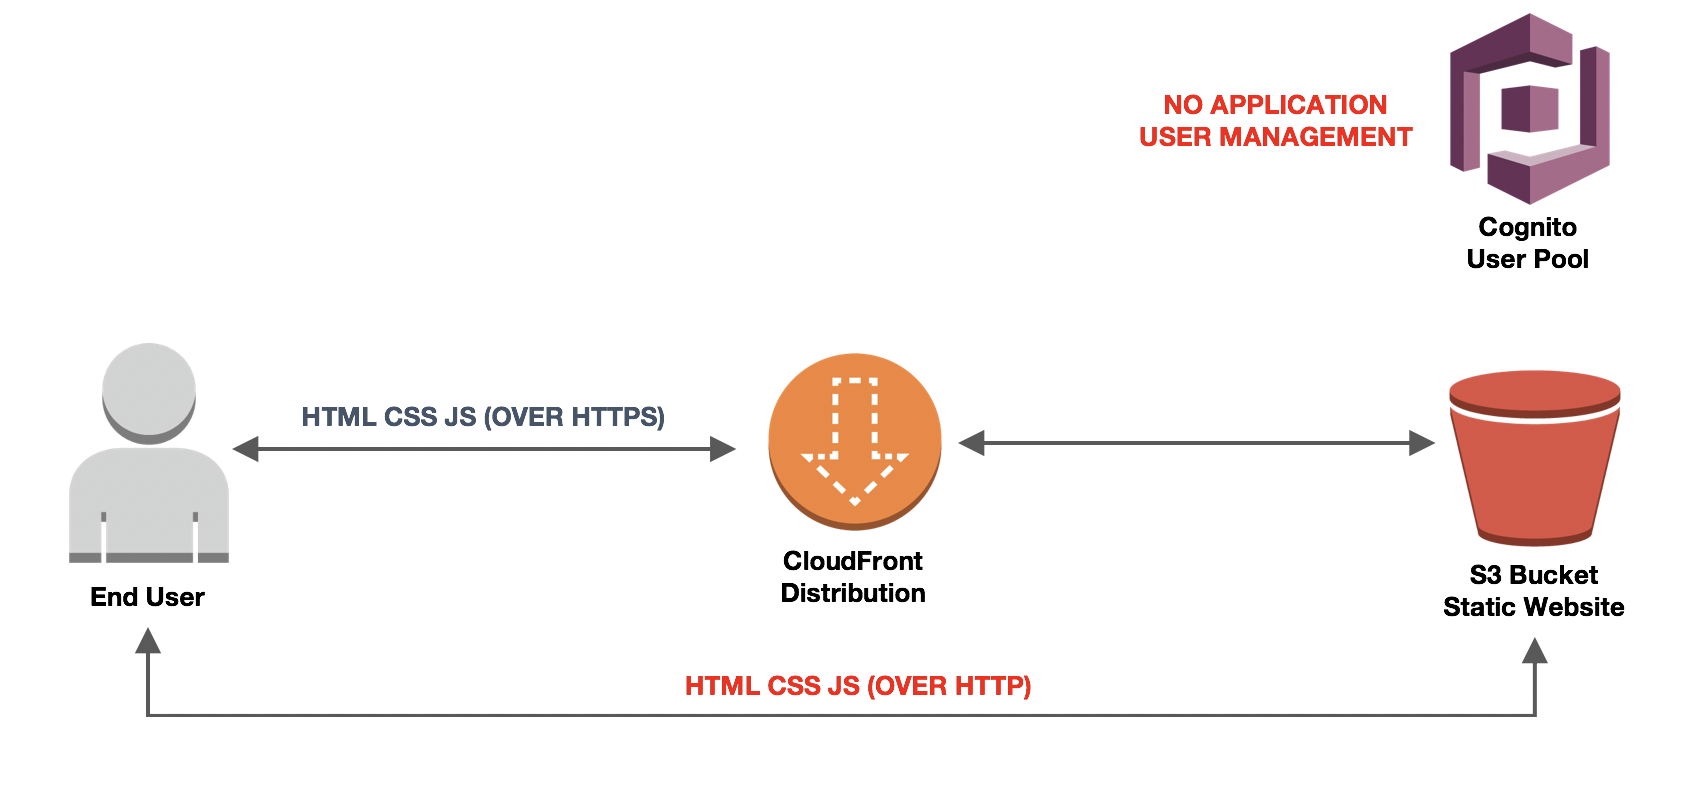 NO APPLICATION
USER MANAGEMENT
Cognito
User Pool
HTML CSS JS (OVER HTTPS)
End User
CloudFront
Distribution
S3 Bucket
Static Website
HTML CSS JS (OVER HTTP)